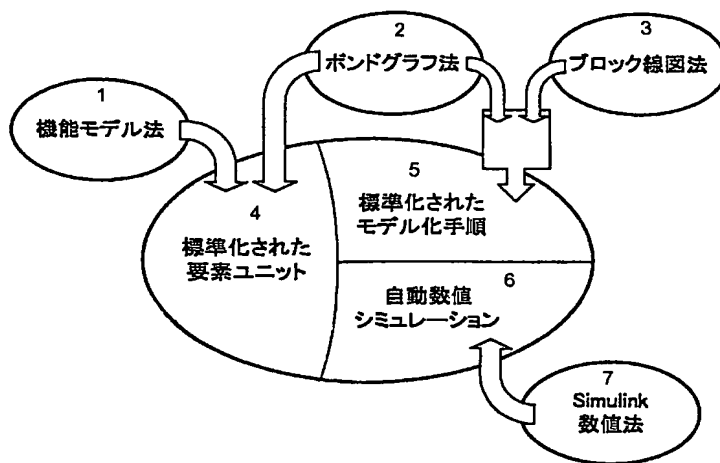 1
機能モデル法
2
ボンドグラフ法
3
ブロック線図法
4
標準化された
要素ユニット
5
標準化された
モデル化手順
6
自動数値
シミュレーション
7
Simulink
数値法